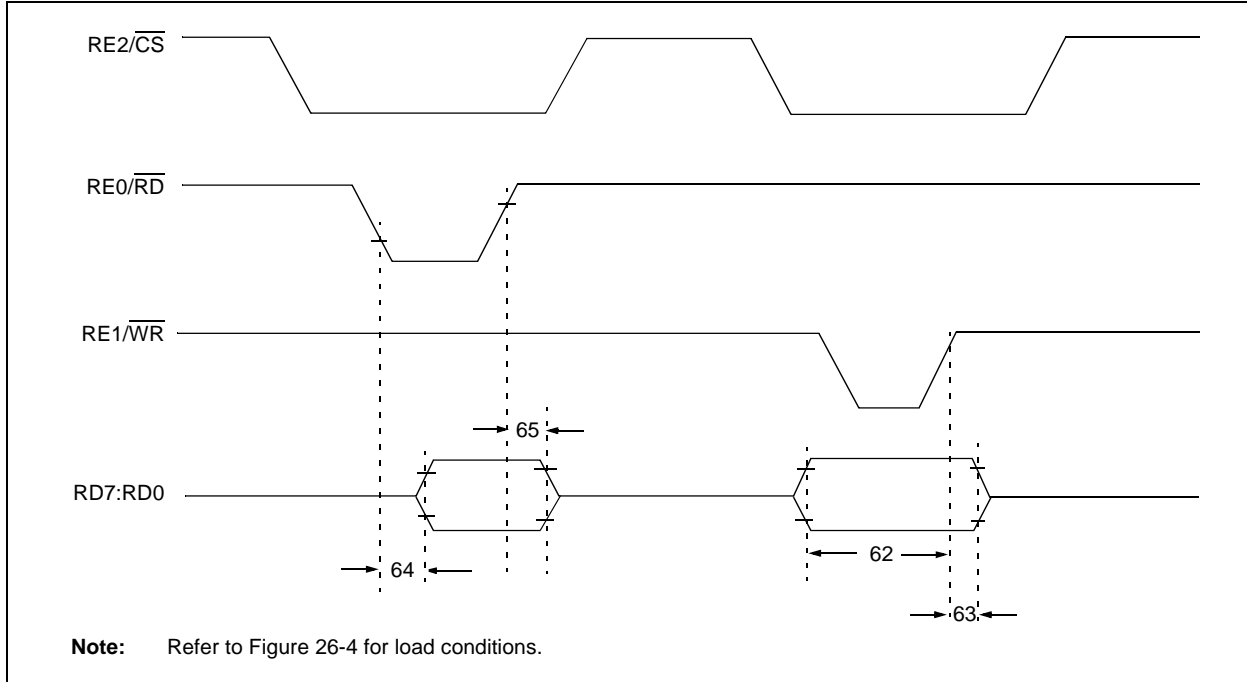 RE2/CS
RE0/RD
RE1/WR
65
RD7:RD0
62
64
63
Note: Refer to Figure 26-4 for load conditions.